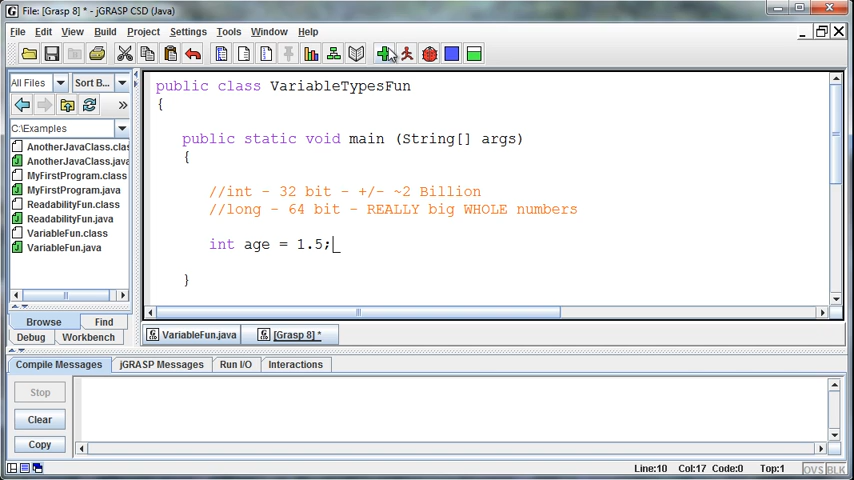 File: [Grasp 8] * - jGRASP CSD (Java)
File Edit View Build Project Settings Tools Window Help
All Files Sort B...
C:\Examples
AnotherJavaClass.clas
AnotherJavaClass.java
MyFirstProgram.class
MyFirstProgram.java
ReadabilityFun.class
ReadabilityFun.java
VariableFun.class
VariableFun.java
Browse Find
Debug Workbench
public class VariableTypesFun
{
public static void main (String[] args)
{
//int - 32 bit - +/- ~2 Billion
//long - 64 bit - REALLY big WHOLE numbers
int age = 1.5;
}
VariableFun.java [Grasp 8] *
Compile Messages jGRASP Messages Run I/O Interactions
Stop
Clear
Copy
Line:10 Col:17 Code:0 Top:1 OVS BLK